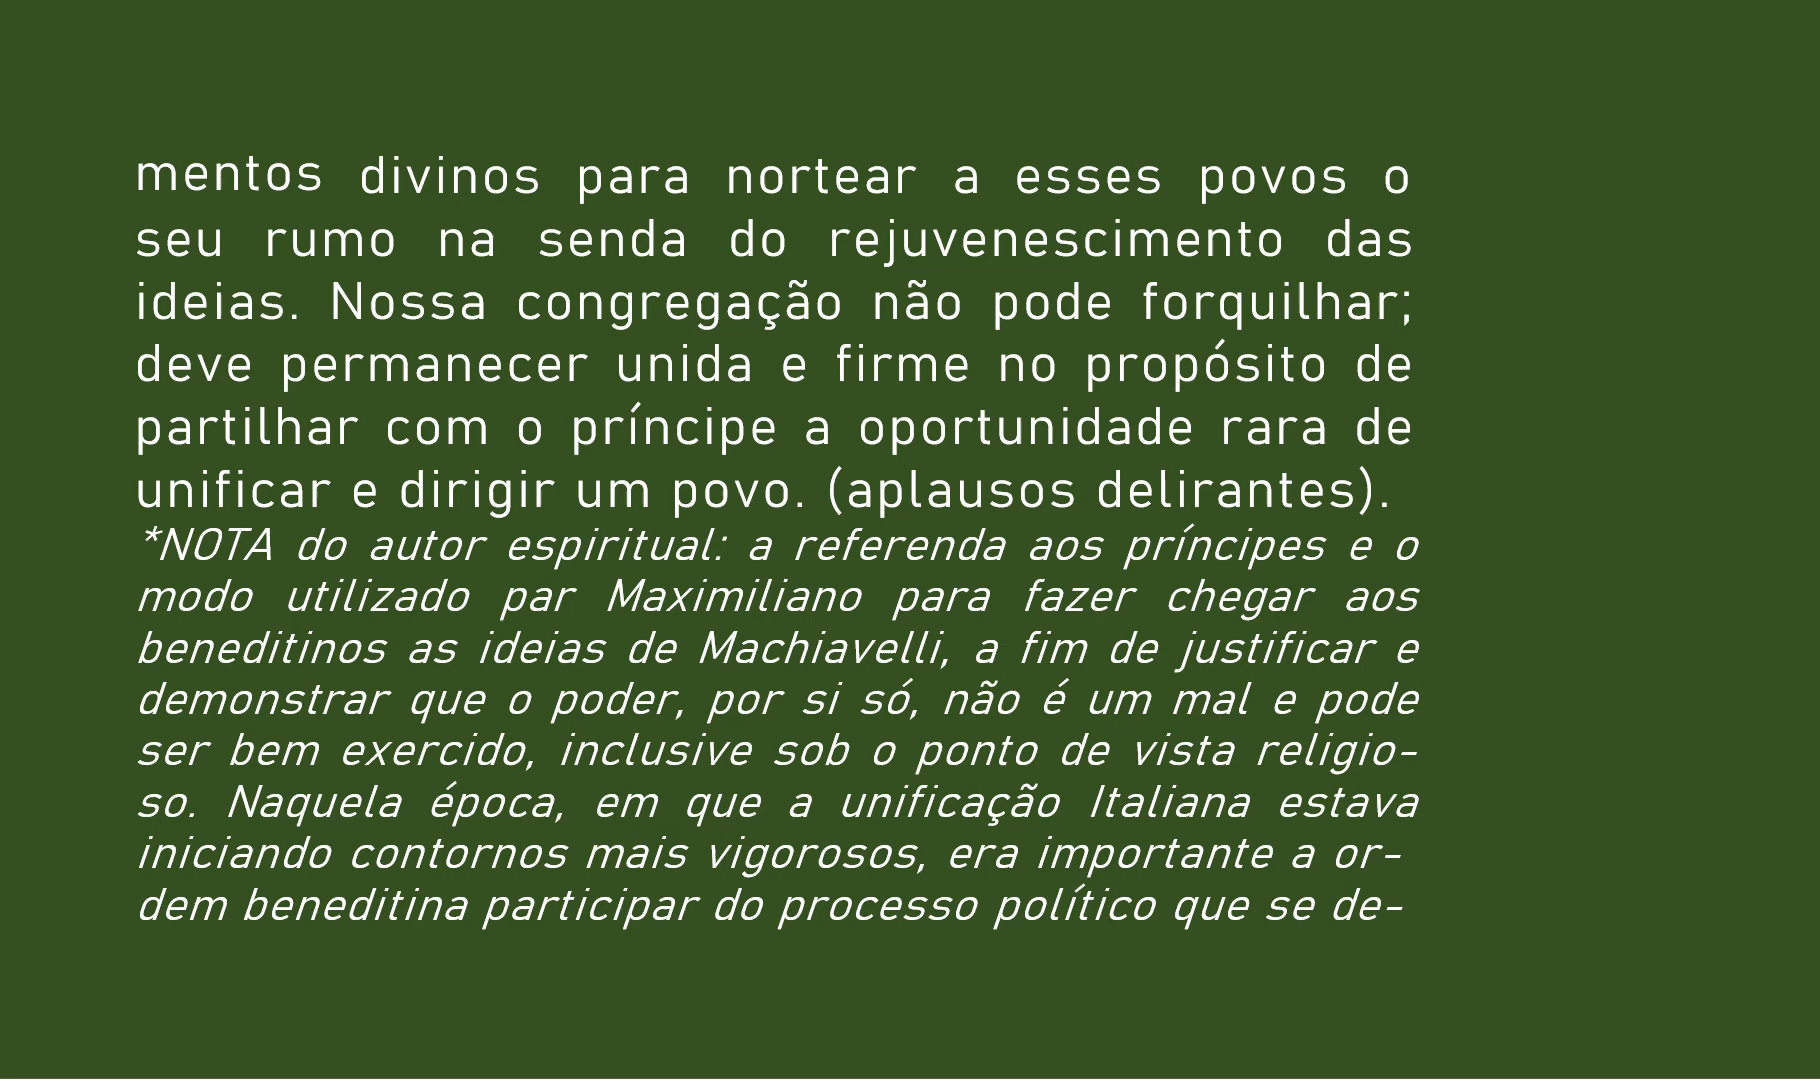 mentos divinos para nortear a esses povos o
seu rumo na senda do rejuvenescimento das
ideias. Nossa congregação não pode forquilhar;
deve permanecer unida e firme no propósito de
partilhar com o príncipe a oportunidade rara de
unificar e dirigir um povo. (aplausos delirantes).
*NOTA do autor espiritual: a referenda aos príncipes e o
modo utilizado par Maximiliano para fazer chegar aos
beneditinos as ideias de Machiavelli, a fim de justificar e
demonstrar que o poder, por si só, não é um mal e pode
ser bem exercido, inclusive sob o ponto de vista religio-
so. Naquela época, em que a unificação Italiana estava
iniciando contornos mais vigorosos, era importante a or-
dem beneditina participar do processo político que se de-